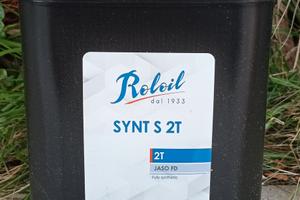 Roloil
dal 1933
SYNT S 2T
2T
JASO FD
Fully synthetic